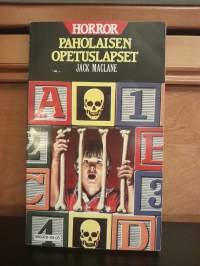 HORROR
PAHOLAISEN
OPETUSLAPSET
JACK MACLANE
A
1
E
3
C
D